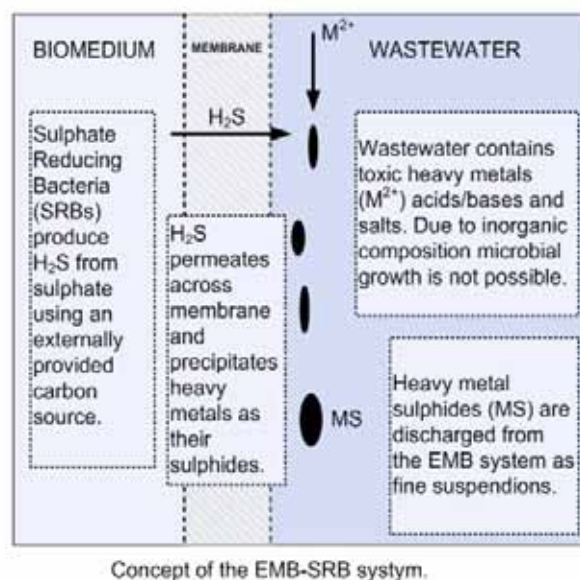 BIOMEDIUM
MEMBRANE
M²⁺
WASTEWATER
H₂S
Sulphate
Reducing
Bacteria
(SRBs)
produce
H₂S from
sulphate
using an
externally
provided
carbon
source.
H₂S
permeates
across
membrane
and
precipitates
heavy
metals as
their
sulphides.
Wastewater contains
toxic heavy metals
(M²⁺) acids/bases and
salts. Due to inorganic
composition microbial
growth is not possible.
MS
Heavy metal
sulphides (MS) are
discharged from
the EMB system as
fine suspendions.
Concept of the EMB-SRB systym.